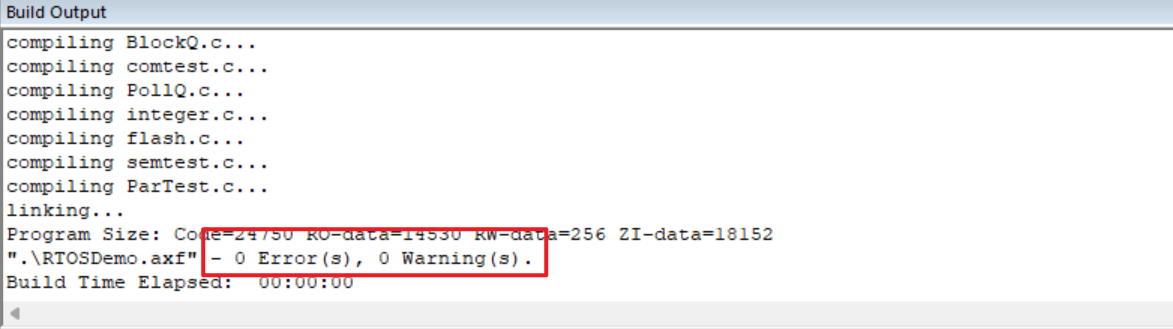 Build Output
compiling BlockQ.c...
compiling comtest.c...
compiling PollQ.c...
compiling integer.c...
compiling flash.c...
compiling semtest.c...
compiling ParTest.c...
linking...
Program Size: Code=24750 RO-data=14530 RW-data=256 ZI-data=18152
".\RTOSDemo.axf" - 0 Error(s), 0 Warning(s).
Build Time Elapsed:  00:00:00